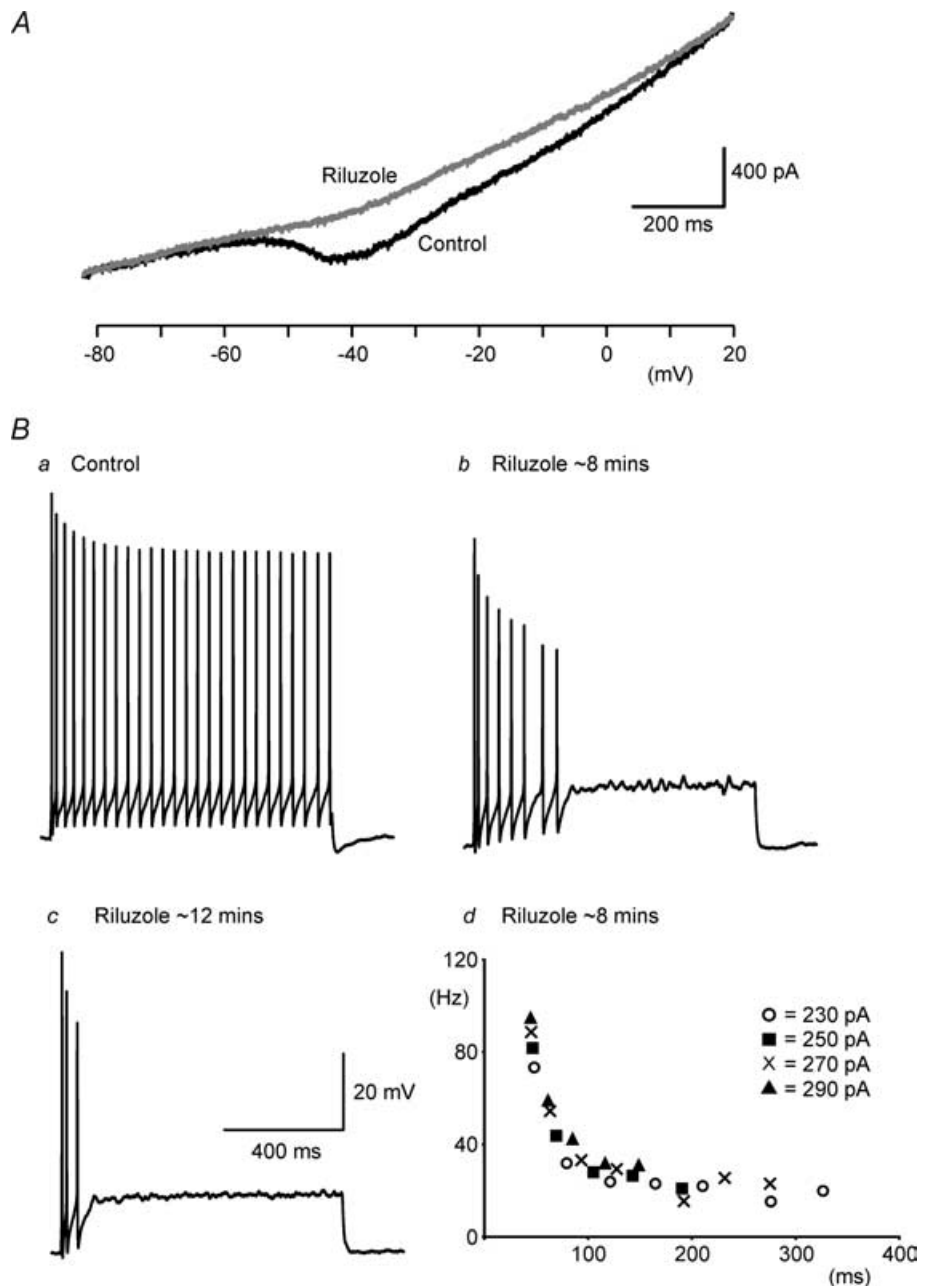 A
Riluzole
Control
400 pA
200 ms
-80 -60 -40 -20 0 20
(mV)
B
a Control
b Riluzole ~8 mins
c Riluzole ~12 mins
20 mV
400 ms
d Riluzole ~8 mins
120
(Hz)
80
40
0
= 230 pA
= 250 pA
= 270 pA
= 290 pA
100 200 300 400
(ms)